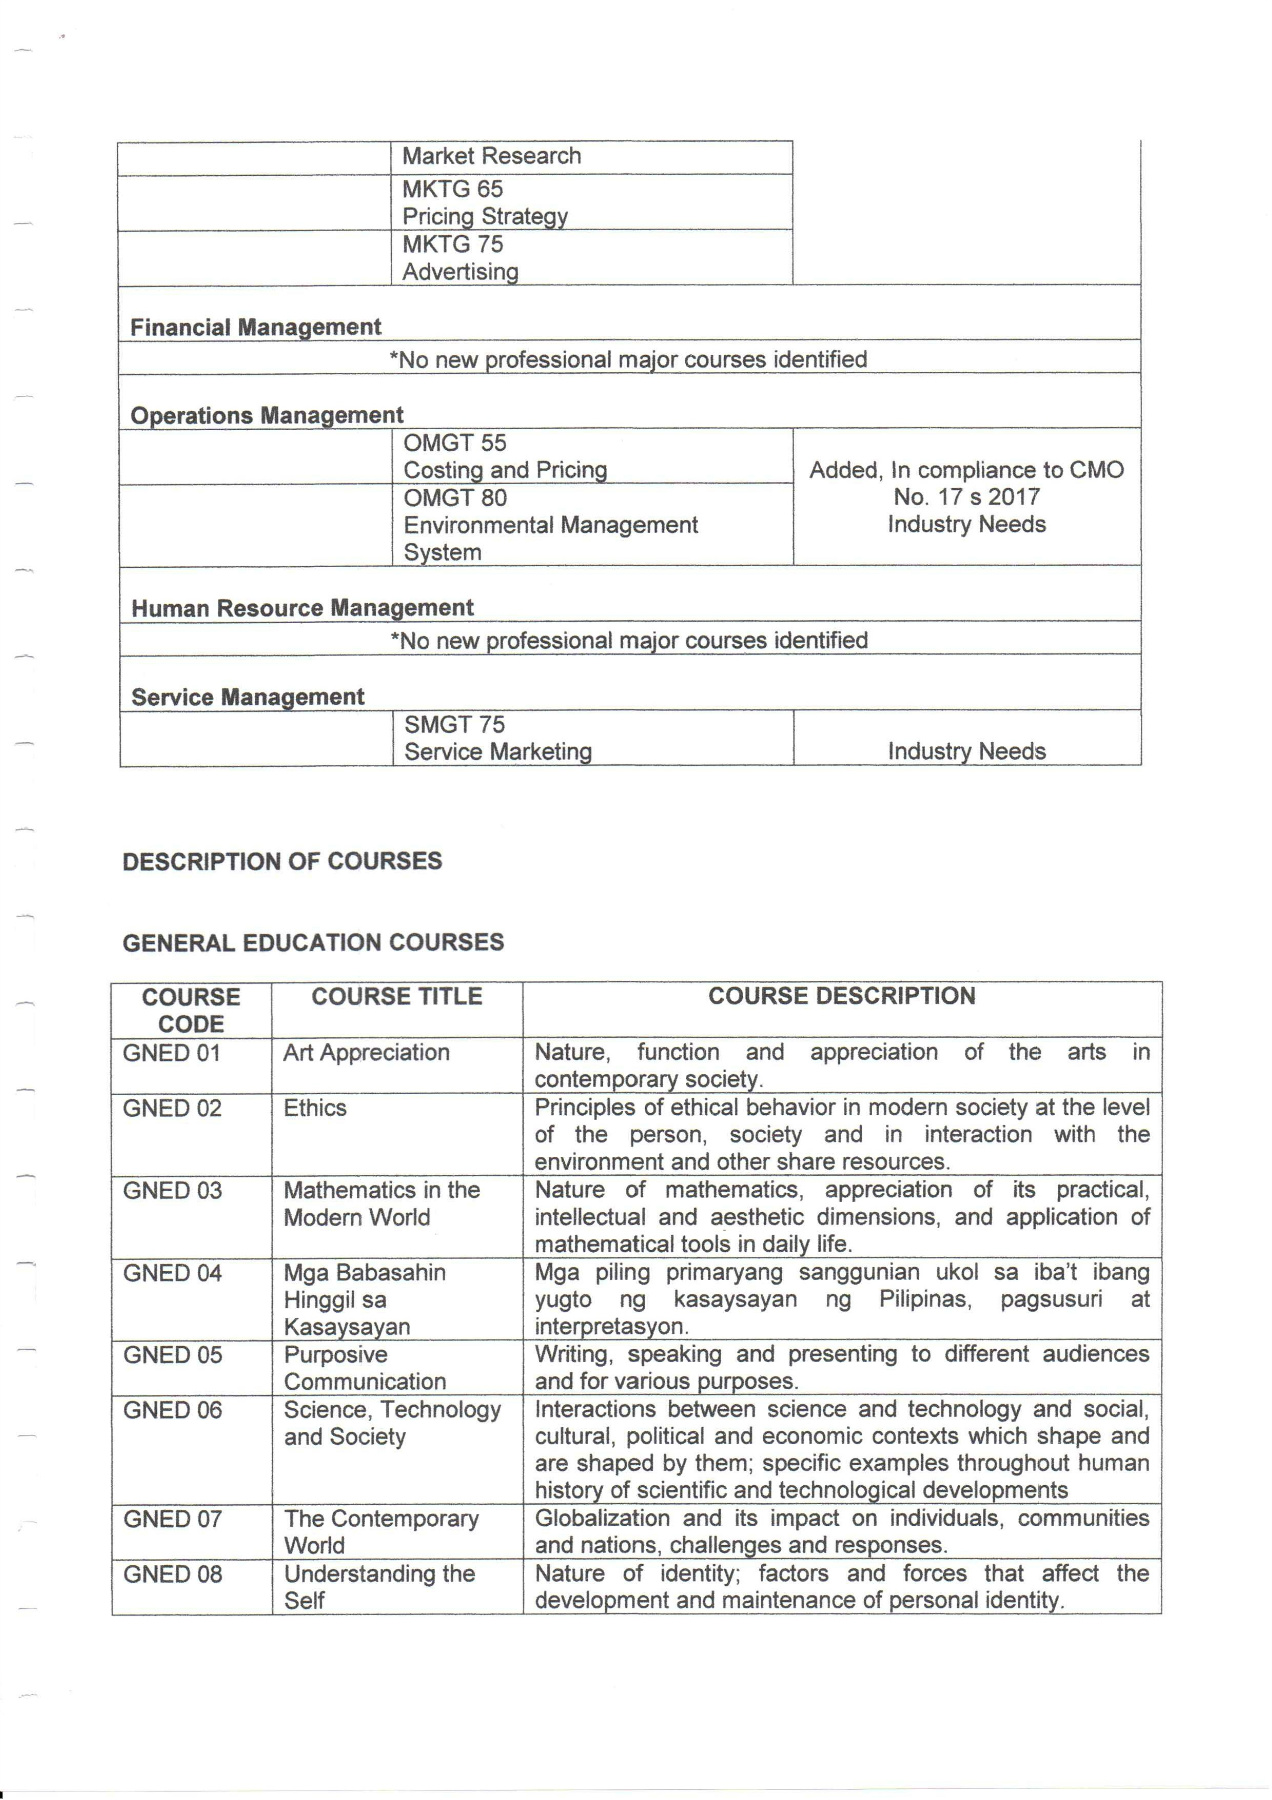 Market Research
MKTG 65
Pricing Strategy
MKTG 75
Advertising
Financial Management
*No new professional major courses identified
Operations Management
OMGT 55
Costing and Pricing
OMGT 80
Environmental Management
System
Added, In compliance to CMO
No. 17 s 2017
Industry Needs
Human Resource Management
*No new professional major courses identified
Service Management
SMGT 75
Service Marketing
Industry Needs
DESCRIPTION OF COURSES
GENERAL EDUCATION COURSES
COURSE
CODE
COURSE TITLE
COURSE DESCRIPTION
GNED 01
Art Appreciation
Nature, function and appreciation of the arts in
contemporary society.
GNED 02
Ethics
Principles of ethical behavior in modern society at the level
of the person, society and in interaction with the
environment and other share resources.
GNED 03
Mathematics in the
Modern World
Nature of mathematics, appreciation of its practical,
intellectual and aesthetic dimensions, and application of
mathematical tools in daily life.
GNED 04
Mga Babasahin
Hinggil sa
Kasaysayan
Mga piling primaryang sanggunian ukol sa iba't ibang
yugto ng kasaysayan ng Pilipinas, pagsusuri at
interpretasyon.
GNED 05
Purposive
Communication
Writing, speaking and presenting to different audiences
and for various purposes.
GNED 06
Science, Technology
and Society
Interactions between science and technology and social,
cultural, political and economic contexts which shape and
are shaped by them; specific examples throughout human
history of scientific and technological developments
GNED 07
The Contemporary
World
Globalization and its impact on individuals, communities
and nations, challenges and responses.
GNED 08
Understanding the
Self
Nature of identity; factors and forces that affect the
development and maintenance of personal identity.